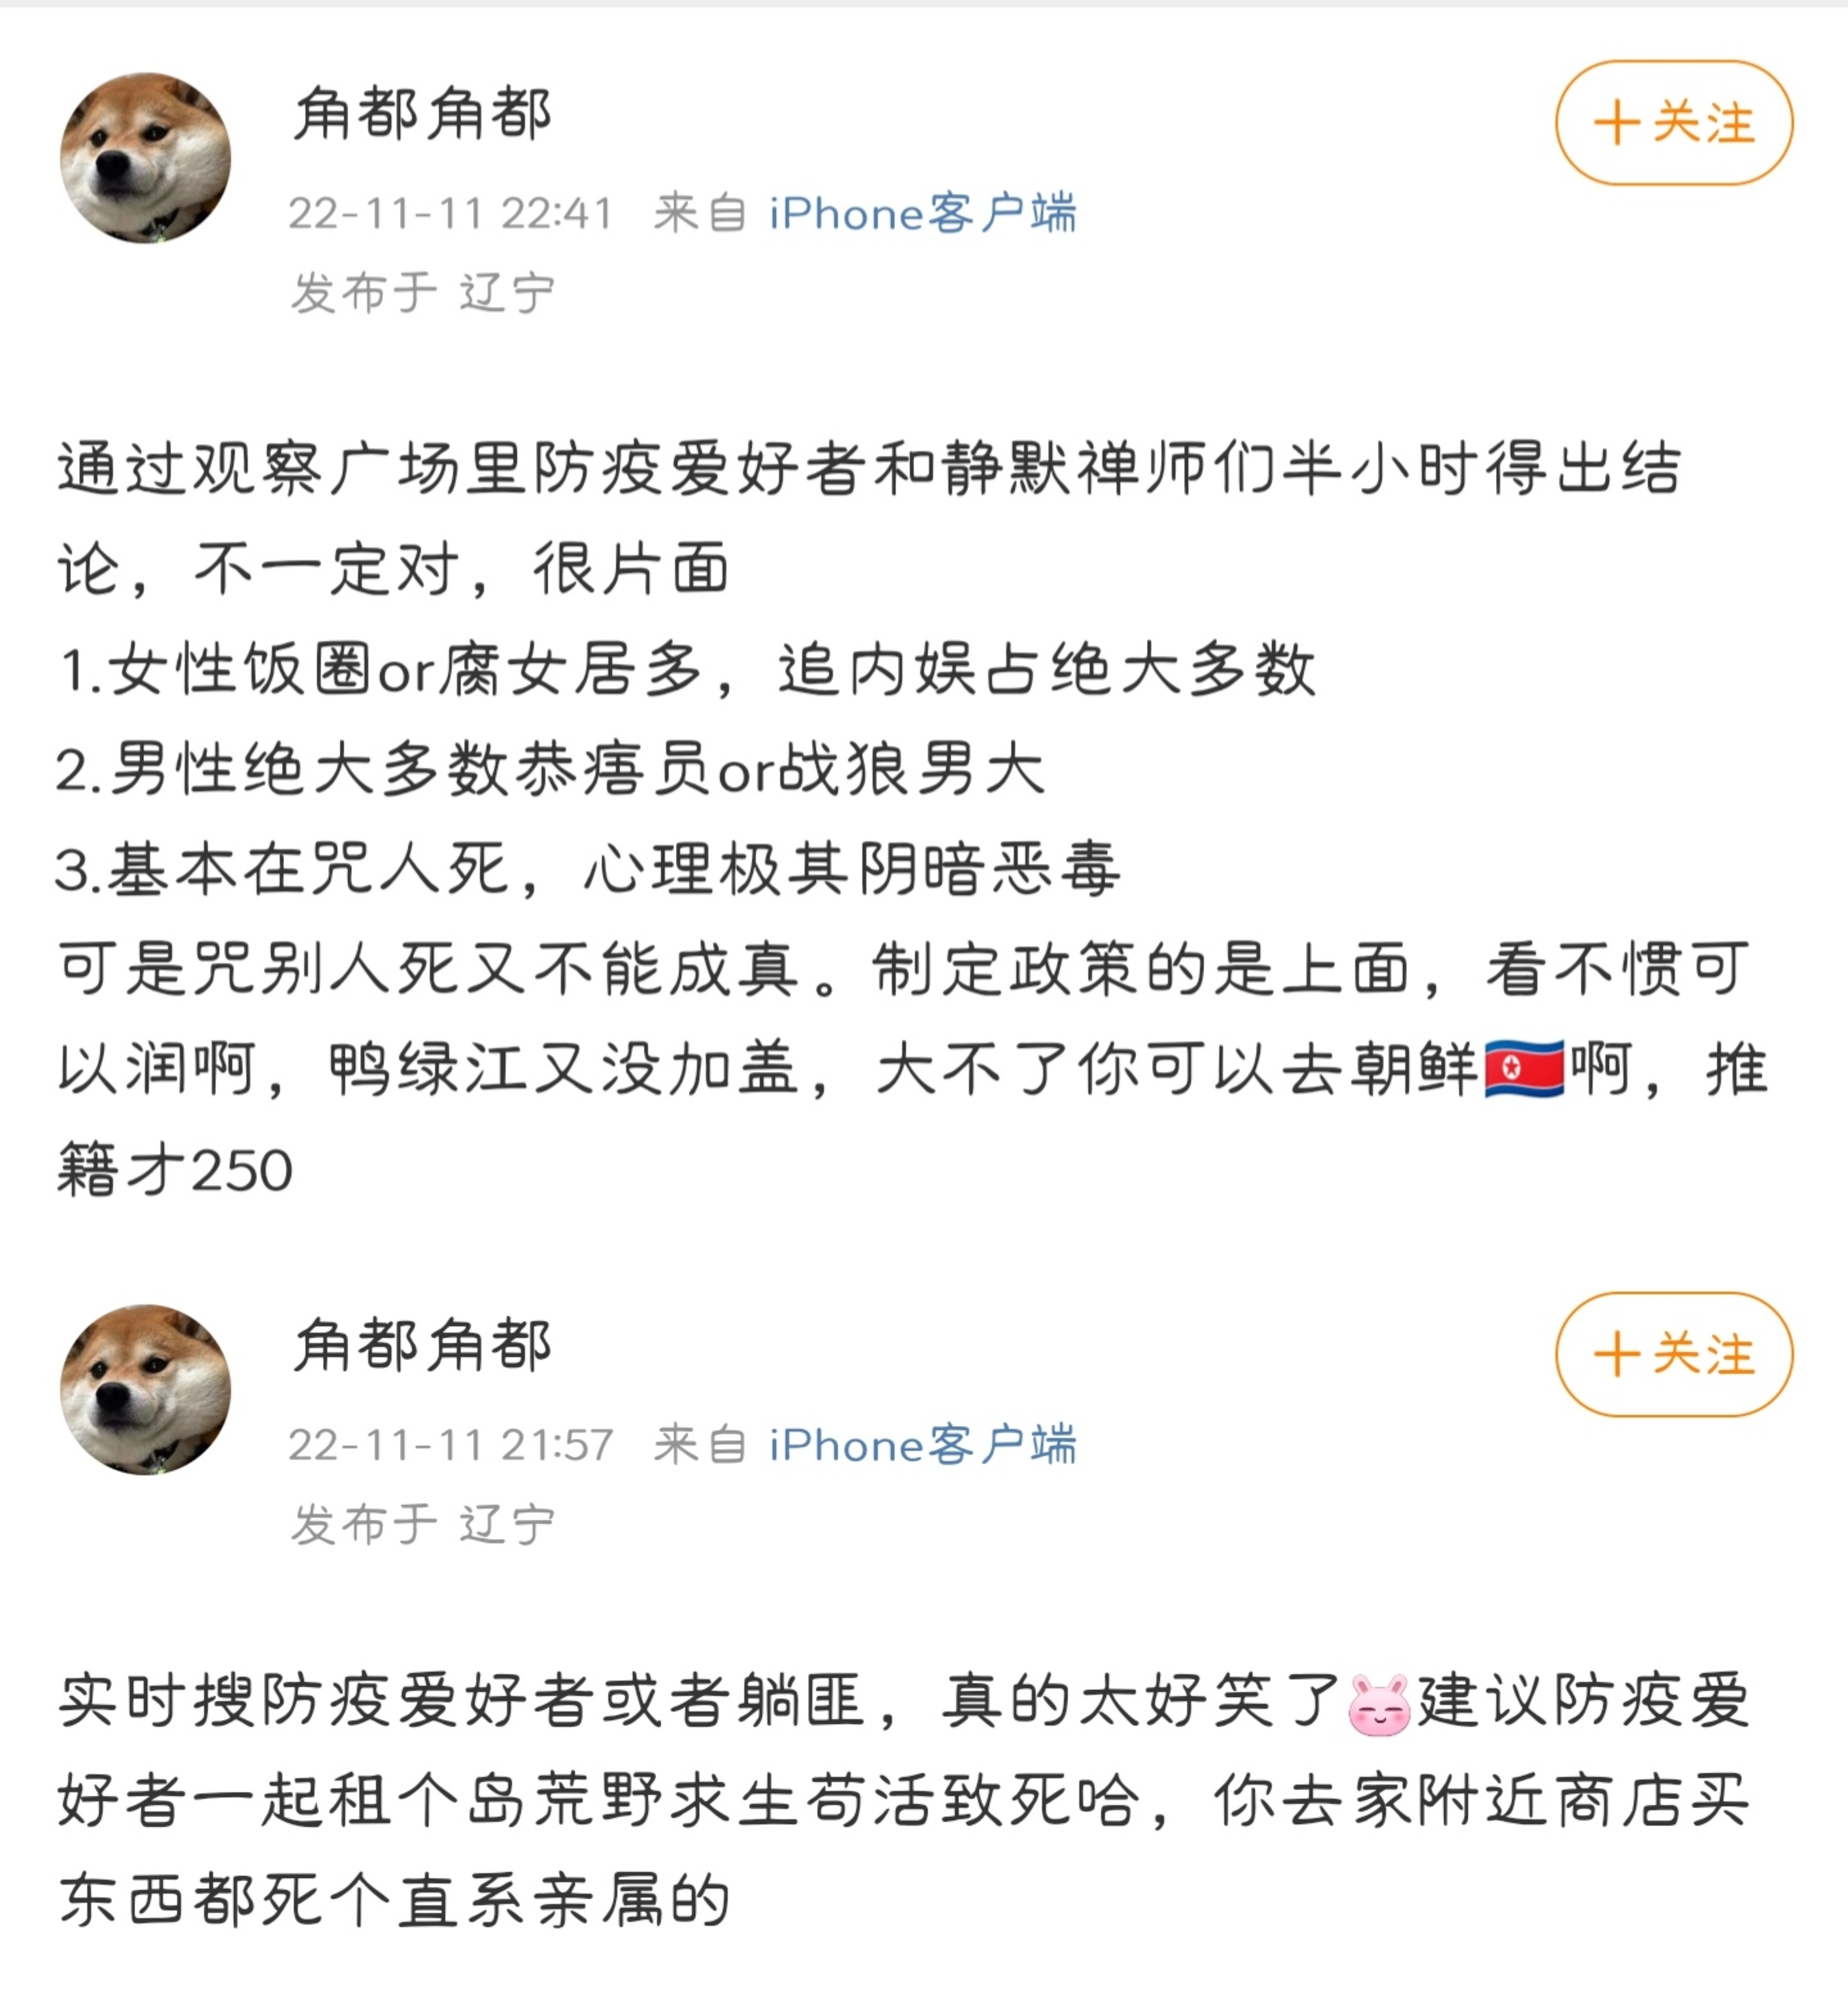 角都角都
+关注
22-11-11 22:41 来自 iPhone客户端
发布于 辽宁
通过观察广场里防疫爱好者和静默禅师们半小时得出结
论，不一定对，很片面
1.女性饭圈or腐女居多，追内娱占绝大多数
2.男性绝大多数恭痦员or战狼男大
3.基本在咒人死，心理极其阴暗恶毒
可是咒别人死又不能成真。制定政策的是上面，看不惯可
以润啊，鸭绿江又没加盖，大不了你可以去朝鲜🇰🇵啊，推
籍才250
角都角都
+关注
22-11-11 21:57 来自 iPhone客户端
发布于 辽宁
实时搜防疫爱好者或者躺匪，真的太好笑了建议防疫爱
好者一起租个岛荒野求生苟活致死哈，你去家附近商店买
东西都死个直系亲属的